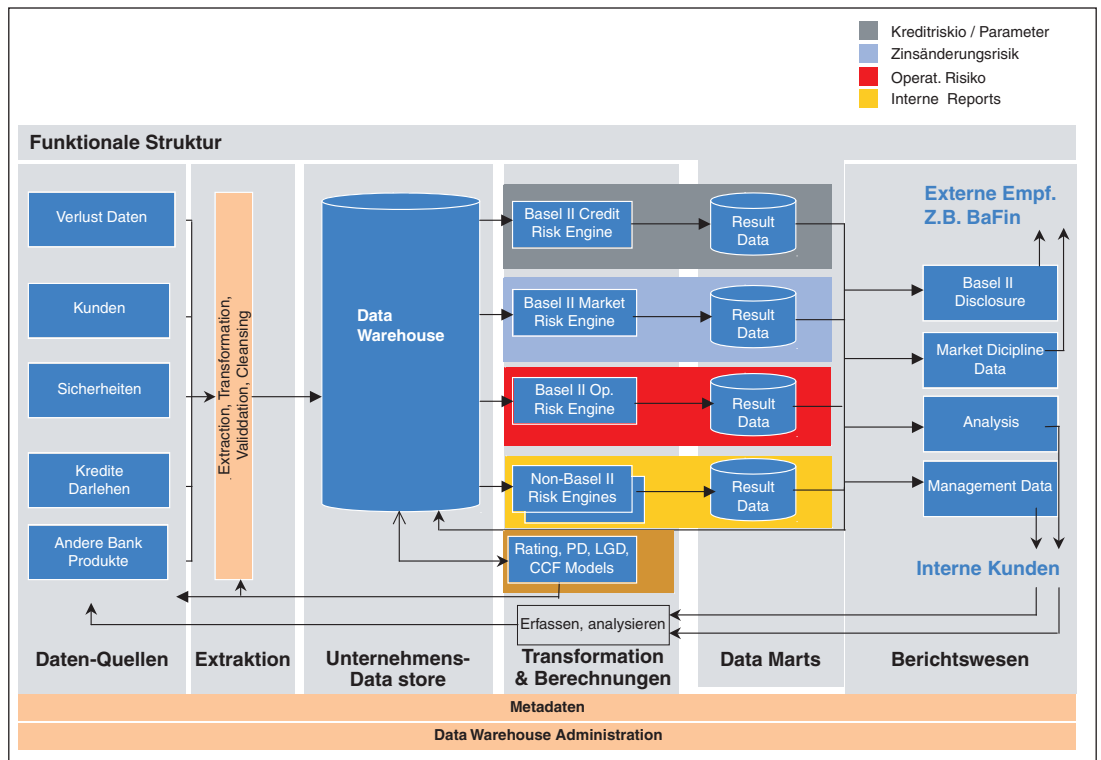 Kreditriskio / Parameter
Zinsänderungsrisik
Operat. Risiko
Interne Reports
Funktionale Struktur
Verlust Daten
Kunden
Sicherheiten
Kredite
Darlehen
Andere Bank
Produkte
Extraction, Transformation,
Validdation, Cleansing
Data
Warehouse
Basel II Credit
Risk Engine
Result
Data
Basel II Market
Risk Engine
Result
Data
Basel II Op.
Risk Engine
Result
Data
Non-Basel II
Risk Engines
Result
Data
Rating, PD, LGD,
CCF Models
Erfassen, analysieren
Externe Empf.
Z.B. BaFin
Basel II
Disclosure
Market Dicipline
Data
Analysis
Management Data
Interne Kunden
Daten-Quellen
Extraktion
Unternehmens-
Data store
Transformation
& Berechnungen
Data Marts
Berichtswesen
Metadaten
Data Warehouse Administration